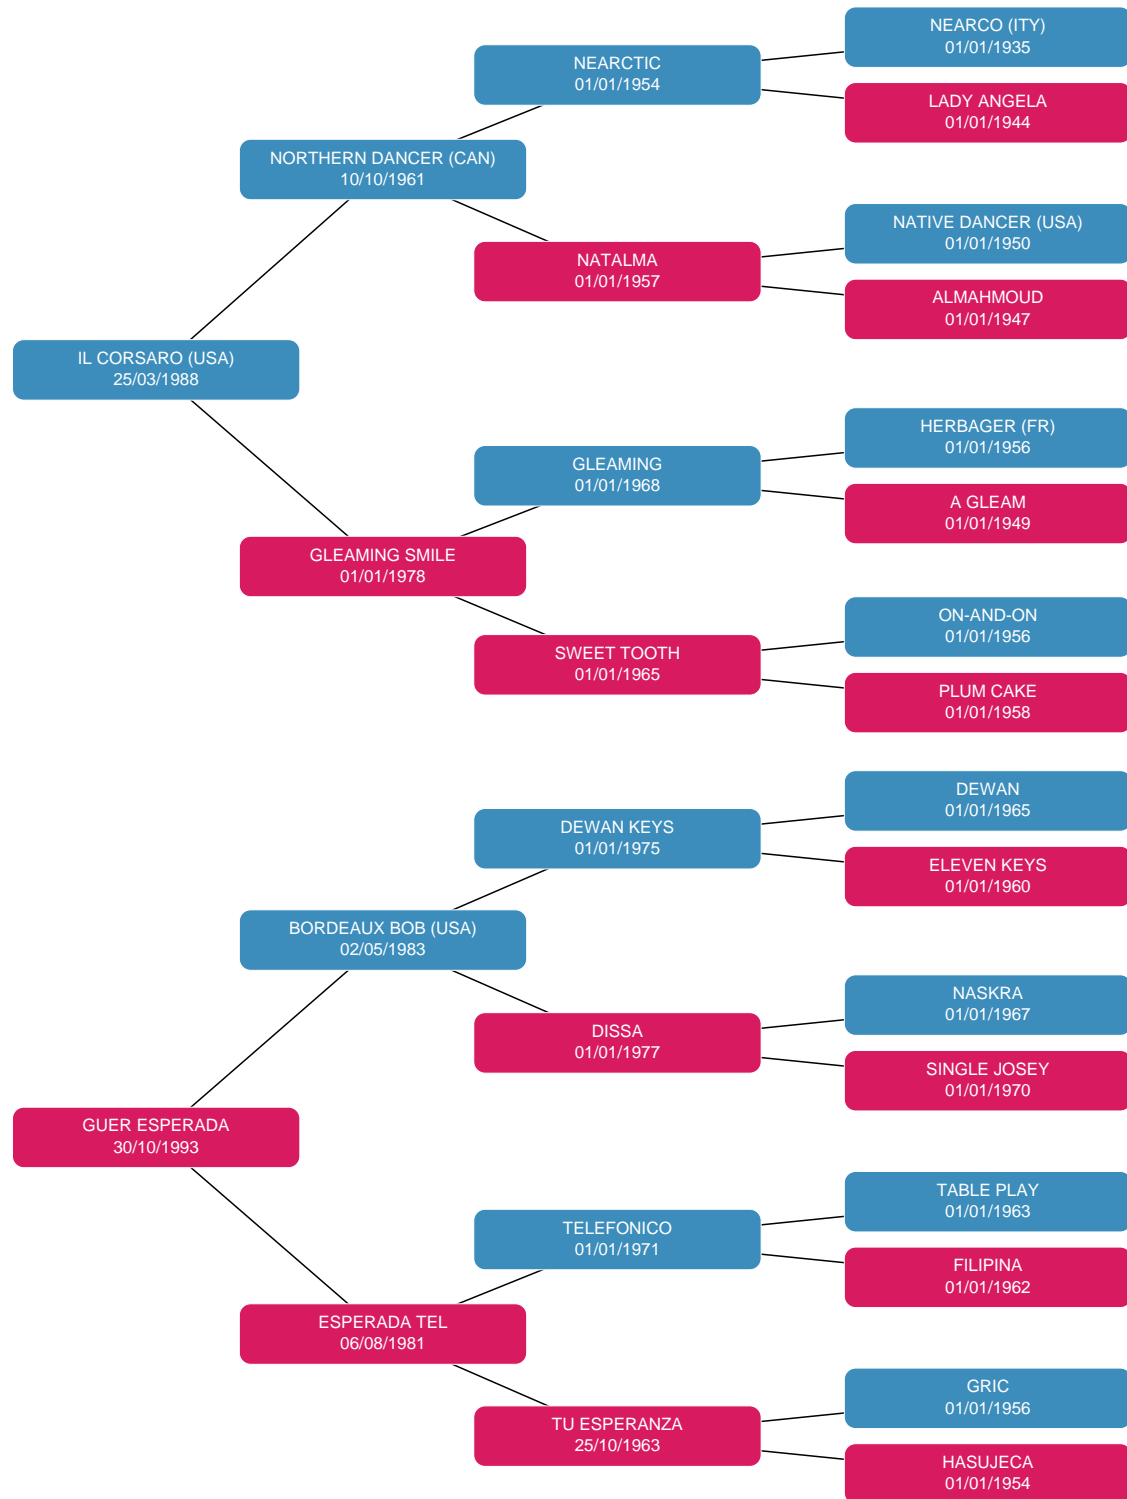 NEARCO (ITY)
01/01/1935
NEARCTIC
01/01/1954
LADY ANGELA
01/01/1944
NORTHERN DANCER (CAN)
10/10/1961
NATIVE DANCER (USA)
01/01/1950
NATALMA
01/01/1957
ALMAHMOUD
01/01/1947
IL CORSARO (USA)
25/03/1988
HERBAGER (FR)
01/01/1956
GLEAMING
01/01/1968
A GLEAM
01/01/1949
GLEAMING SMILE
01/01/1978
ON-AND-ON
01/01/1956
SWEET TOOTH
01/01/1965
PLUM CAKE
01/01/1958
DEWAN
01/01/1965
DEWAN KEYS
01/01/1975
ELEVEN KEYS
01/01/1960
BORDEAUX BOB (USA)
02/05/1983
NASKRA
01/01/1967
DISSA
01/01/1977
SINGLE JOSEY
01/01/1970
GUER ESPERADA
30/10/1993
TABLE PLAY
01/01/1963
TELEFONICO
01/01/1971
FILIPINA
01/01/1962
ESPERADA TEL
06/08/1981
GRIC
01/01/1956
TU ESPERANZA
25/10/1963
HASUJECA
01/01/1954